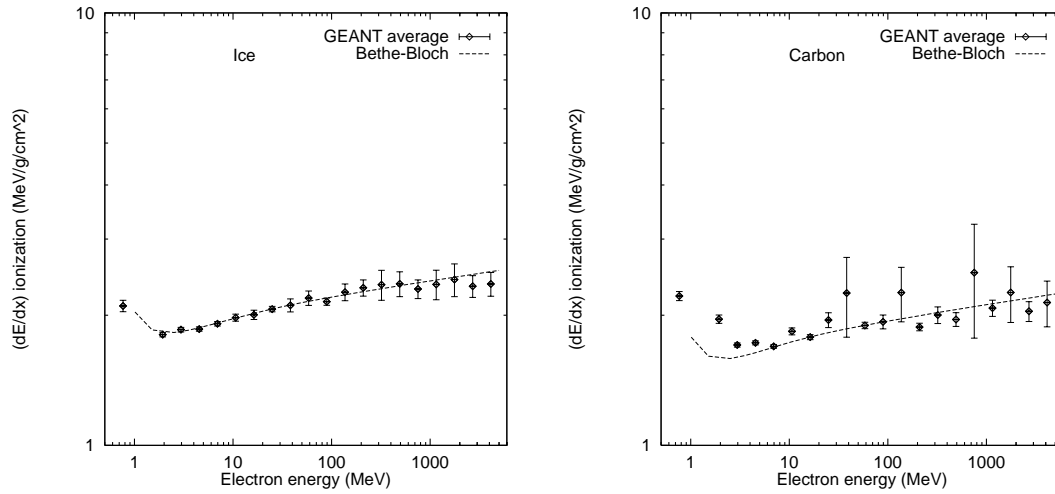 10
GEANT average
Ice
Bethe-Bloch
(dE/dx) ionization (MeV/g/cm^2)
1
1 10 100 1000
Electron energy (MeV)
10
GEANT average
Carbon
Bethe-Bloch
(dE/dx) ionization (MeV/g/cm^2)
1
1 10 100 1000
Electron energy (MeV)